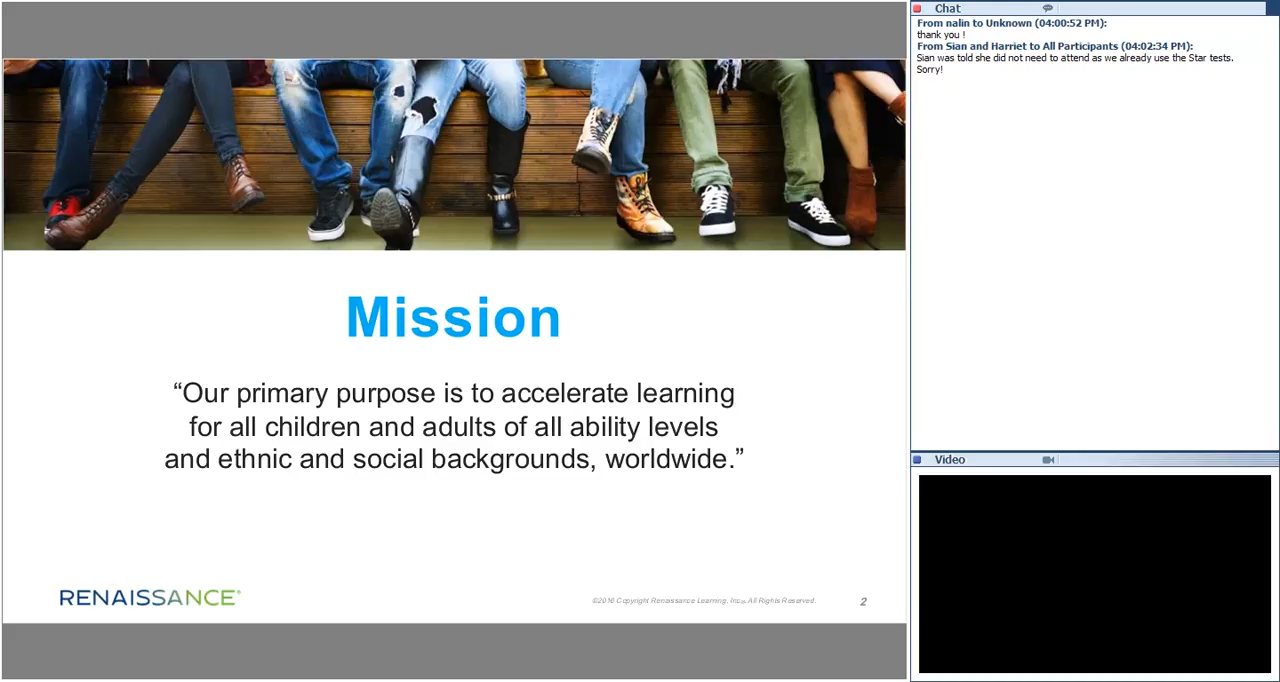 Mission
“Our primary purpose is to accelerate learning
for all children and adults of all ability levels
and ethnic and social backgrounds, worldwide.”
RENAISSANCE®
©2016 Copyright Renaissance Learning, Inc. All Rights Reserved.
2
Chat
From nalin to Unknown (04:00:52 PM):
thank you !
From Sian and Harriet to All Participants (04:02:34 PM):
Sian was told she did not need to attend as we already use the Star tests.
Sorry!
Video